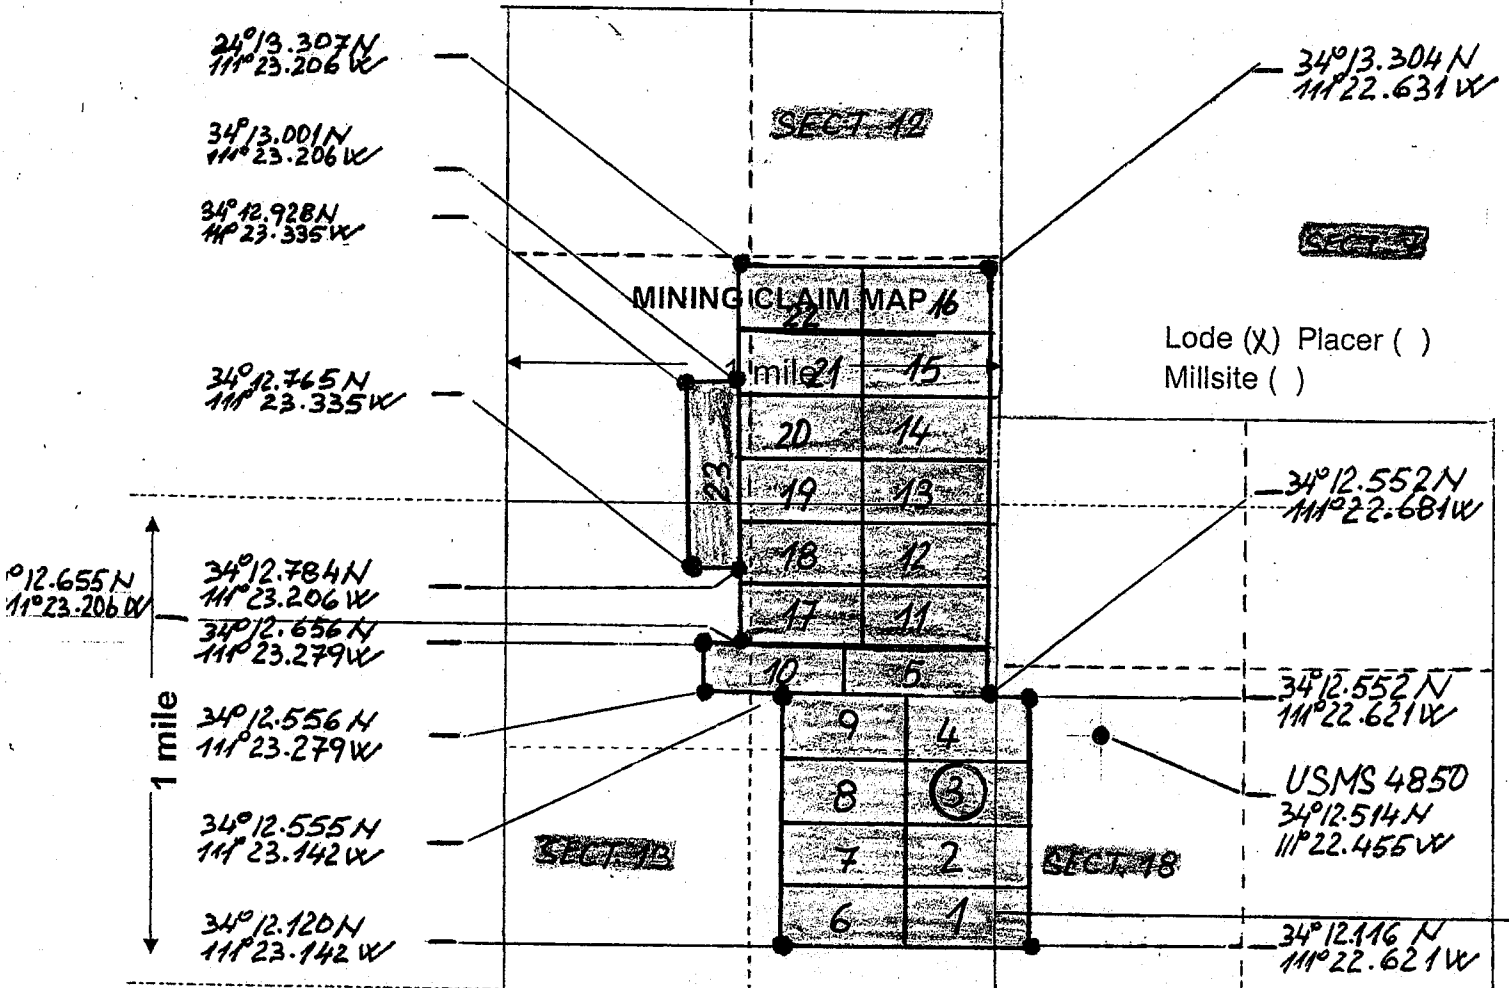 24°13.307N
111°23.206W
34°13.304N
111°22.631W
SECT. 12
34°13.001N
111°23.206W
34°12.928N
111°23.335W
SECT. 7
MINING CLAIM MAP
22
16
Lode (X) Placer ( )
Millsite ( )
1 mile
21
15
34°12.765N
111°23.335W
20
14
23
19
13
34°12.552N
111°22.681W
18
12
°12.655N
11°23.206W
34°12.784N
111°23.206W
17
11
34°12.656N
111°23.279W
10
5
34°12.552N
111°22.621W
34°12.556N
111°23.279W
9
4
1 mile
8
3
USMS 4850
34°12.514N
111°22.455W
34°12.555N
111°23.142W
SECT. 13
7
2
SECT. 18
34°12.120N
111°23.142W
6
1
34°12.116N
111°22.621W